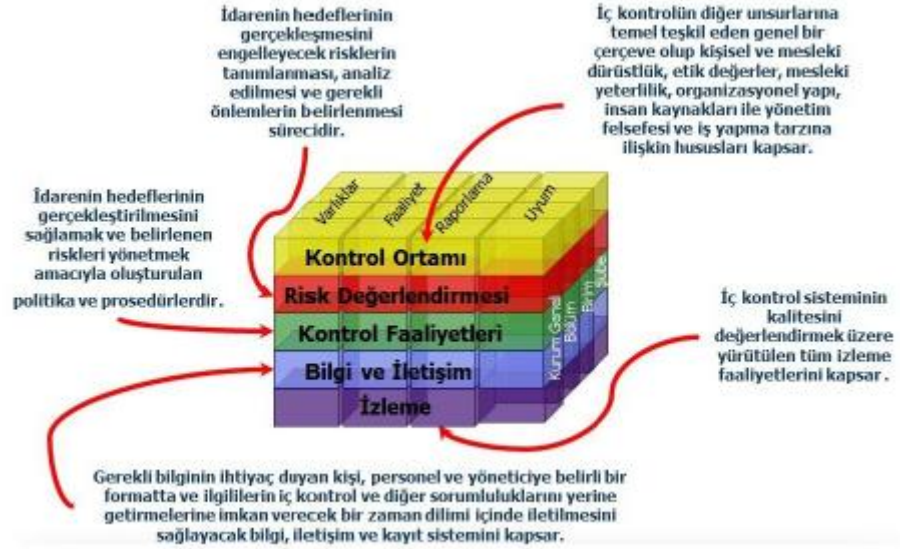 İdarenin hedeflerinin
gerçekleşmesini
engelleyecek risklerin
tanımlanması, analiz
edilmesi ve gerekli
önlemlerin belirlenmesi
sürecidir.
İç kontrolün diğer unsurlarına
temel teşkil eden genel bir
çerçeve olup kişisel ve mesleki
dürüstlük, etik değerler, mesleki
yeterlilik, organizasyonel yapı,
insan kaynakları ile yönetim
felsefesi ve iş yapma tarzına
ilişkin hususları kapsar.
İdarenin hedeflerinin
gerçekleştirilmesini
sağlamak ve belirlenen
riskleri yönetmek
amacıyla oluşturulan
politika ve prosedürlerdir.
Varlıklar
Faaliyet
Raporlama
Uyum
Kontrol Ortamı
Risk Değerlendirmesi
Kontrol Faaliyetleri
Bilgi ve İletişim
İzleme
Kurum Genal
Bölüm
Birim
Şube
İç kontrol sisteminin
kalitesini
değerlendirmek üzere
yürütülen tüm izleme
faaliyetlerini kapsar.
Gerekli bilginin ihtiyaç duyan kişi, personel ve yöneticiye belirli bir
formatta ve ilgililerin iç kontrol ve diğer sorumluluklarını yerine
getirmelerine imkan verecek bir zaman dilimi içinde iletilmesini
sağlayacak bilgi, iletişim ve kayıt sistemini kapsar.